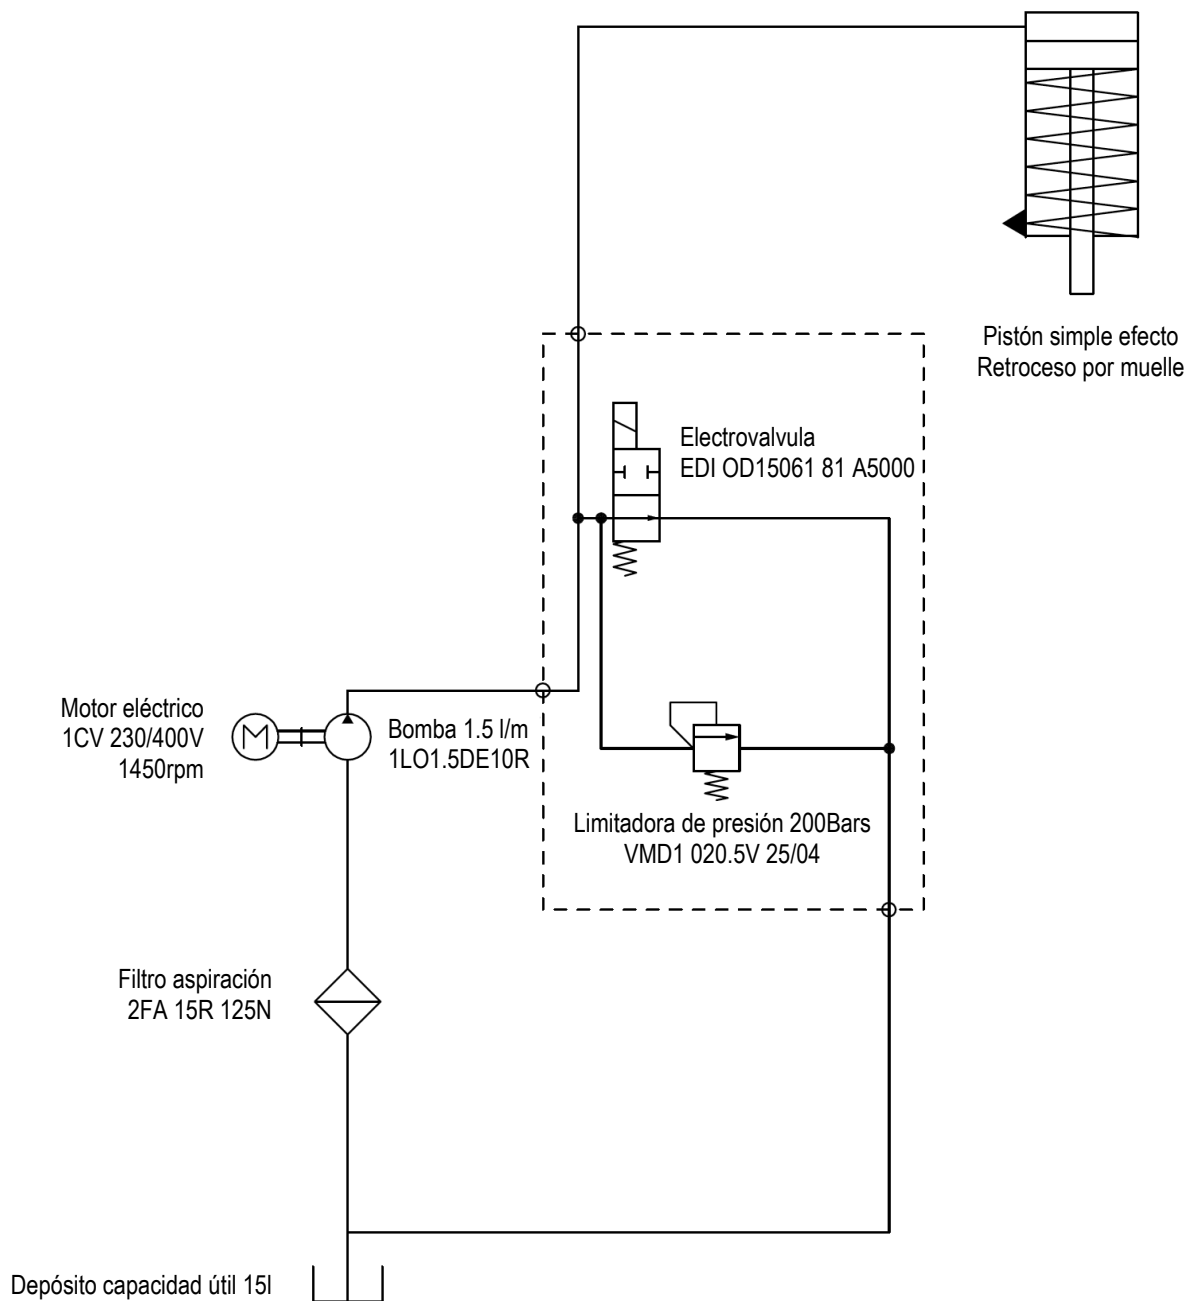 Pistón simple efecto
Retroceso por muelle
Electrovalvula
EDI OD15061 81 A5000
Motor eléctrico
1CV 230/400V
1450rpm
M
Bomba 1.5 l/m
1LO1.5DE10R
Limitadora de presión 200Bars
VMD1 020.5V 25/04
Filtro aspiración
2FA 15R 125N
Depósito capacidad útil 15l